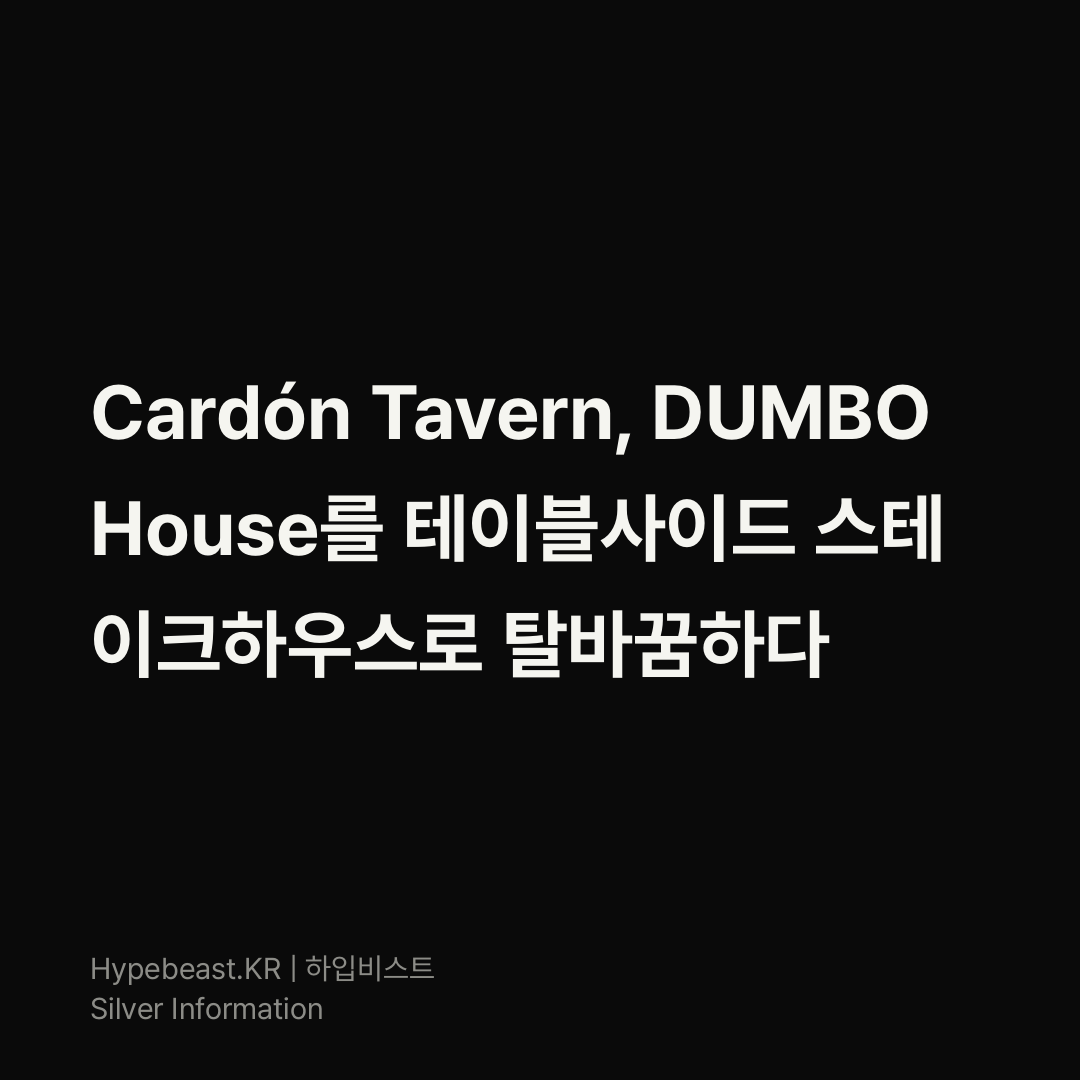 Cardón Tavern, DUMBO
House를 테이블사이드 스테
이크하우스로 탈바꿈하다
Hypebeast.KR | 하입비스트
Silver Information